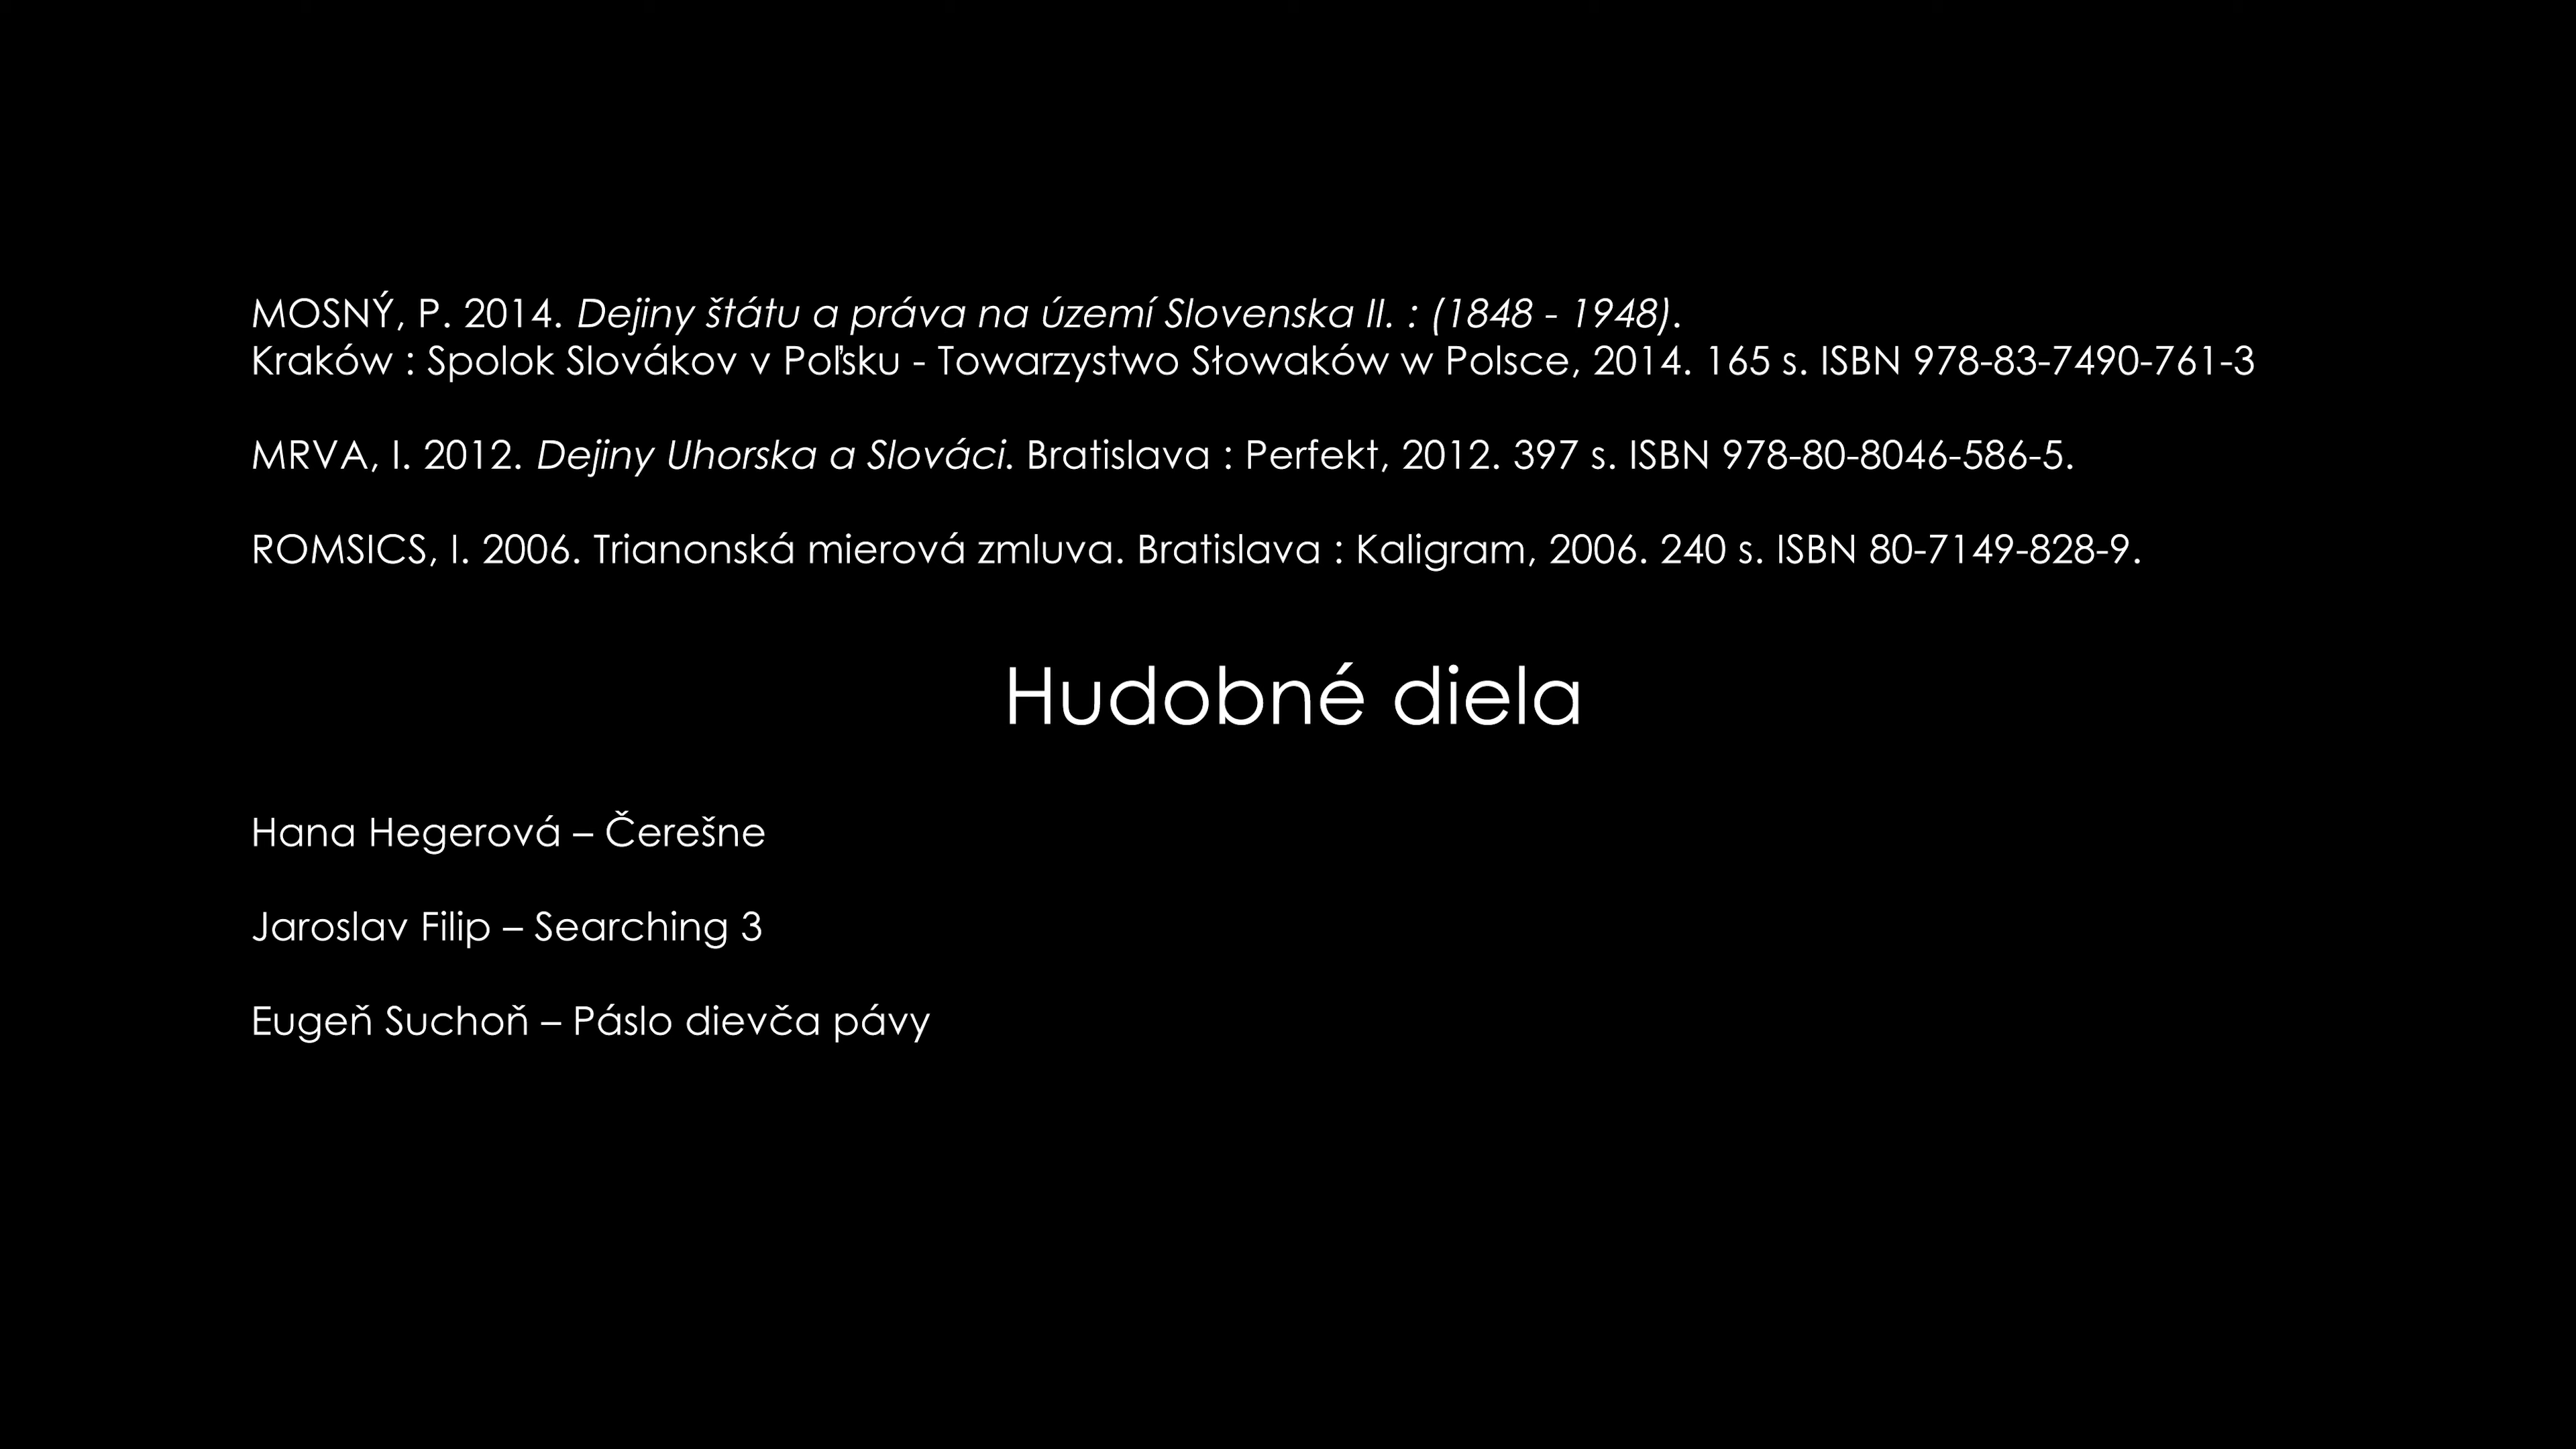 MOSNÝ, P. 2014. Dejiny štátu a práva na území Slovenska II. : (1848 - 1948).
Kraków : Spolok Slovákov v Poľsku - Towarzystwo Słowaków w Polsce, 2014. 165 s. ISBN 978-83-7490-761-3
MRVA, I. 2012. Dejiny Uhorska a Slováci. Bratislava : Perfekt, 2012. 397 s. ISBN 978-80-8046-586-5.
ROMSICS, I. 2006. Trianonská mierová zmluva. Bratislava : Kaligram, 2006. 240 s. ISBN 80-7149-828-9.
Hudobné diela
Hana Hegerová – Čerešne
Jaroslav Filip – Searching 3
Eugeň Suchoň – Páslo dievča pávy